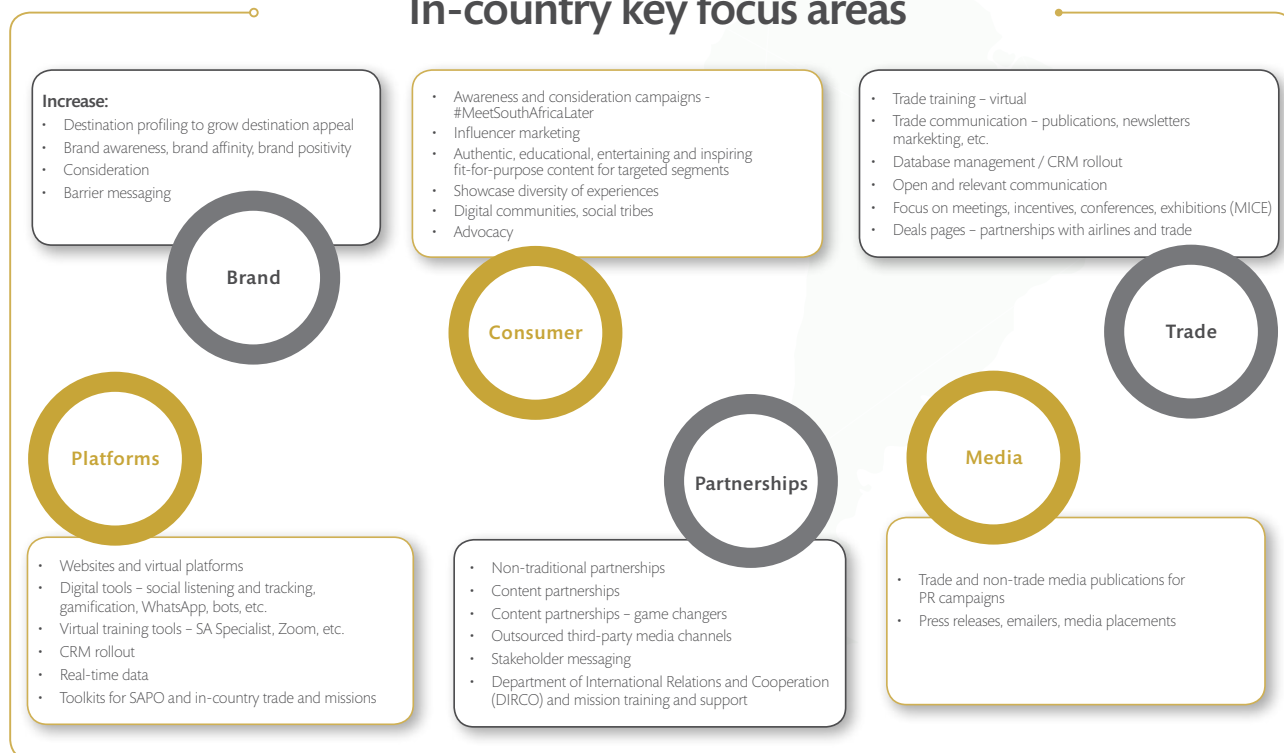 In-country key focus areas
Increase:
• Destination profiling to grow destination appeal
• Brand awareness, brand affinity, brand positivity
• Consideration
• Barrier messaging
Brand
• Awareness and consideration campaigns -
#MeetSouthAfricaLater
• Influencer marketing
• Authentic, educational, entertaining and inspiring
fit-for-purpose content for targeted segments
• Showcase diversity of experiences
• Digital communities, social tribes
• Advocacy
Consumer
• Trade training – virtual
• Trade communication – publications, newsletters
markekting, etc.
• Database management / CRM rollout
• Open and relevant communication
• Focus on meetings, incentives, conferences, exhibitions (MICE)
• Deals pages – partnerships with airlines and trade
Trade
Platforms
• Websites and virtual platforms
• Digital tools – social listening and tracking,
gamification, WhatsApp, bots, etc.
• Virtual training tools – SA Specialist, Zoom, etc.
• CRM rollout
• Real-time data
• Toolkits for SAPO and in-country trade and missions
Partnerships
• Non-traditional partnerships
• Content partnerships
• Content partnerships – game changers
• Outsourced third-party media channels
• Stakeholder messaging
• Department of International Relations and Cooperation
(DIRCO) and mission training and support
Media
• Trade and non-trade media publications for
PR campaigns
• Press releases, emailers, media placements